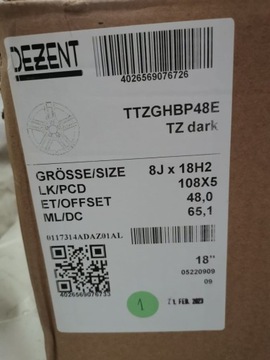 DEZENT
4026569076726
TTZGHBP48E
TZ dark
GRÖSSE/SIZE 8J x 18H2
LK/PCD 108X5
ET/OFFSET 48,0
ML/DC 65,1
0117314ADAZ01AL
18"
05220909
09
4026569076733
1